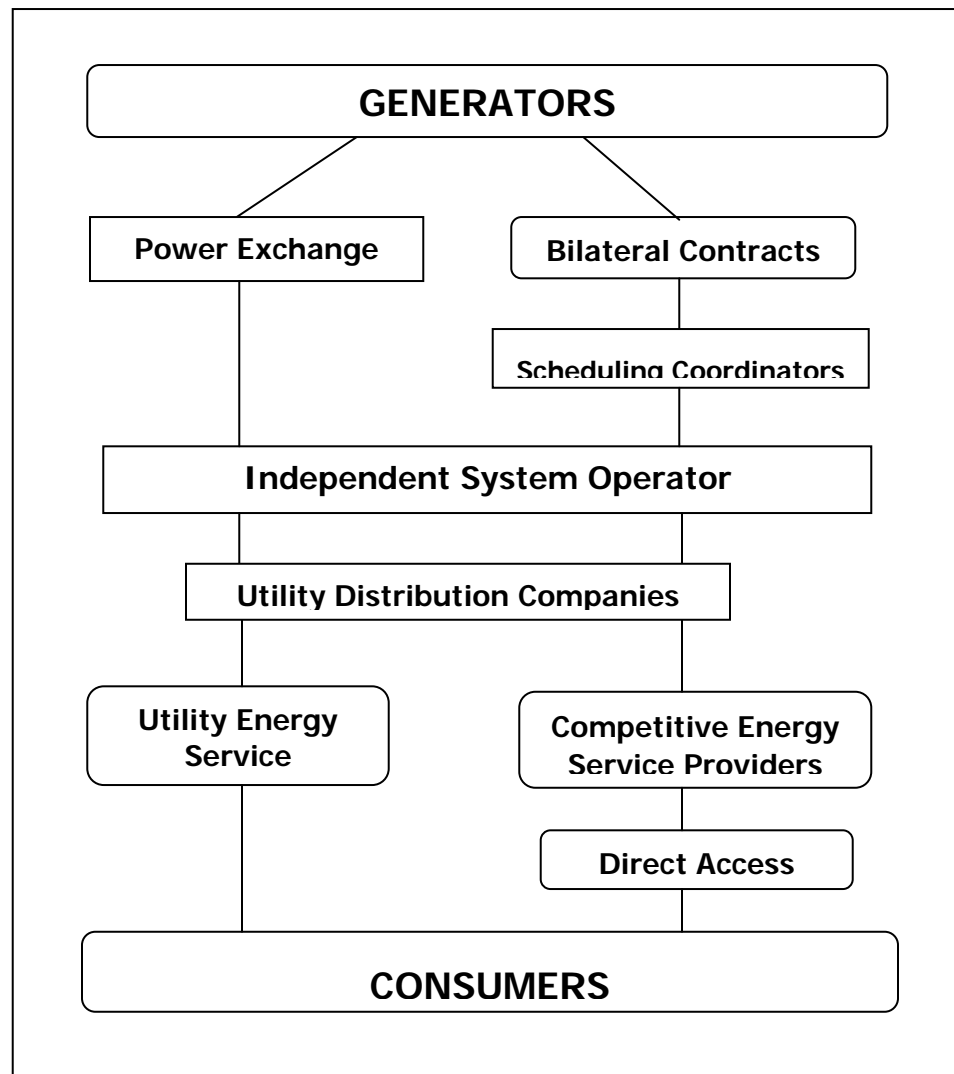 GENERATORS
Power Exchange
Bilateral Contracts
Scheduling Coordinators
Independent System Operator
Utility Distribution Companies
Utility Energy
Service
Competitive Energy
Service Providers
Direct Access
CONSUMERS